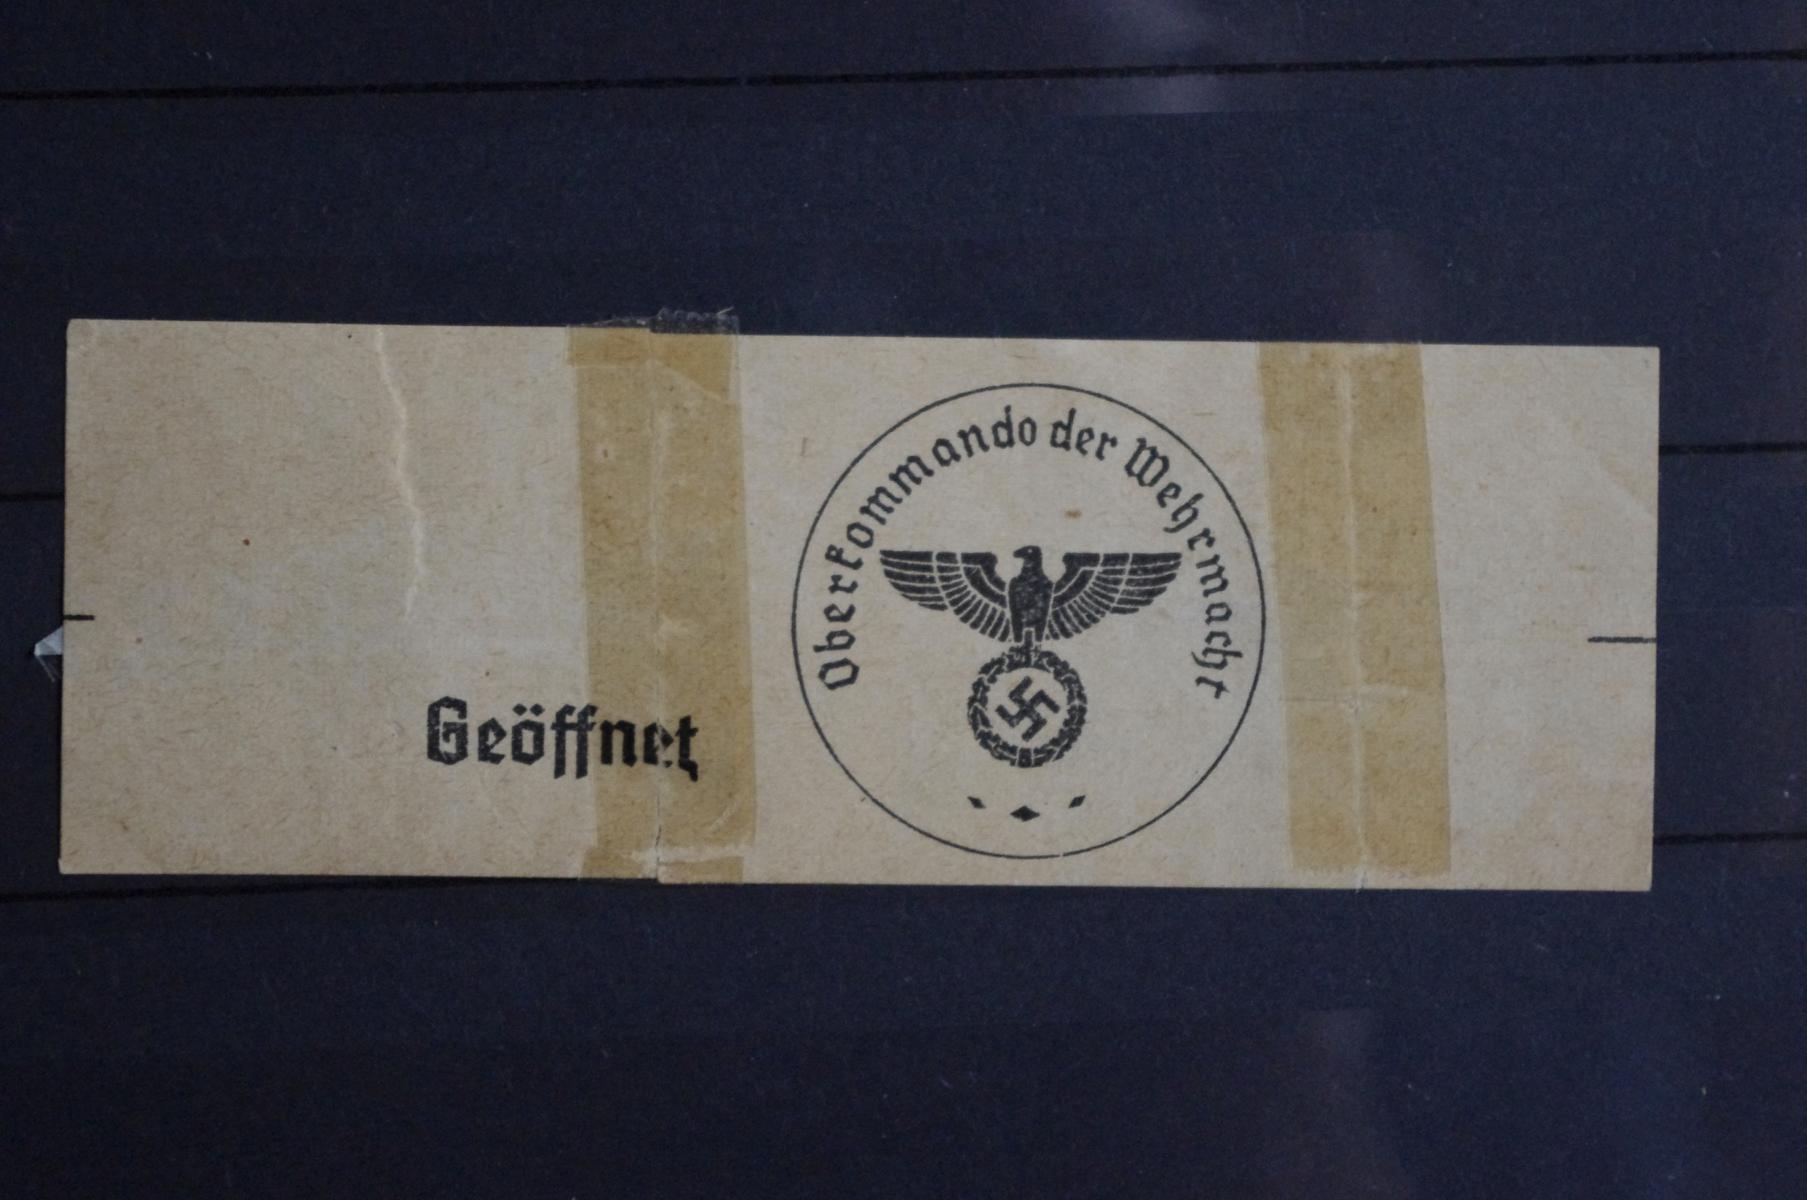 Geöffnet
Oberkommando der Wehrmacht